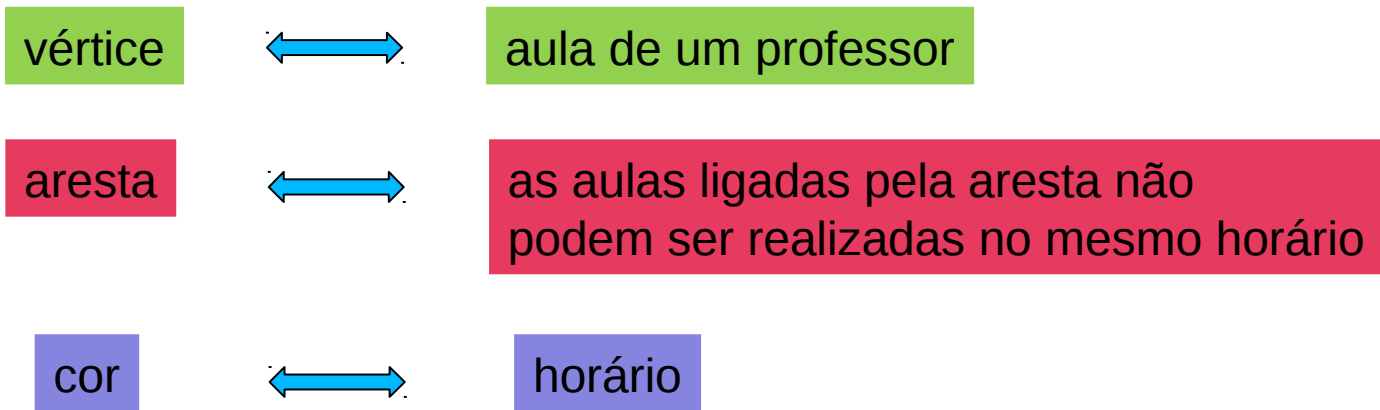 vértice
aula de um professor
aresta
as aulas ligadas pela aresta não
podem ser realizadas no mesmo horário
cor
horário